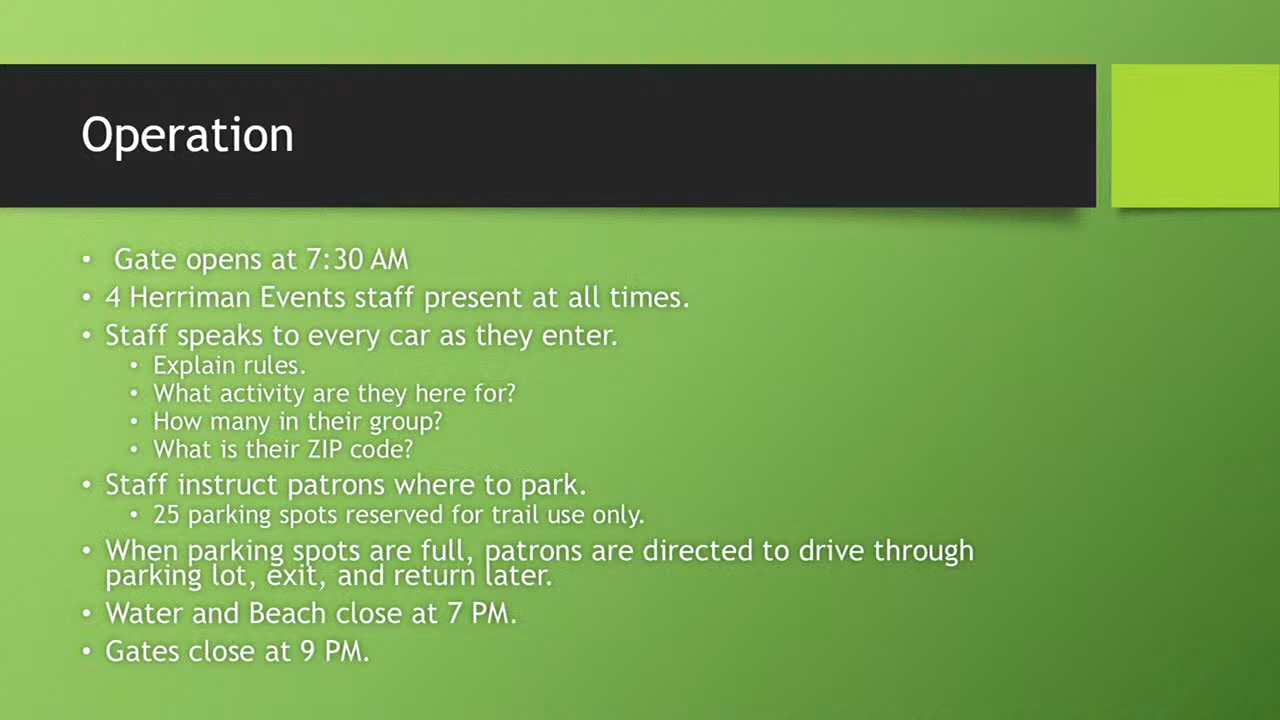 Operation
• Gate opens at 7:30 AM
• 4 Herriman Events staff present at all times.
• Staff speaks to every car as they enter.
• Explain rules.
• What activity are they here for?
• How many in their group?
• What is their ZIP code?
• Staff instruct patrons where to park.
• 25 parking spots reserved for trail use only.
• When parking spots are full, patrons are directed to drive through
parking lot, exit, and return later.
• Water and Beach close at 7 PM.
• Gates close at 9 PM.